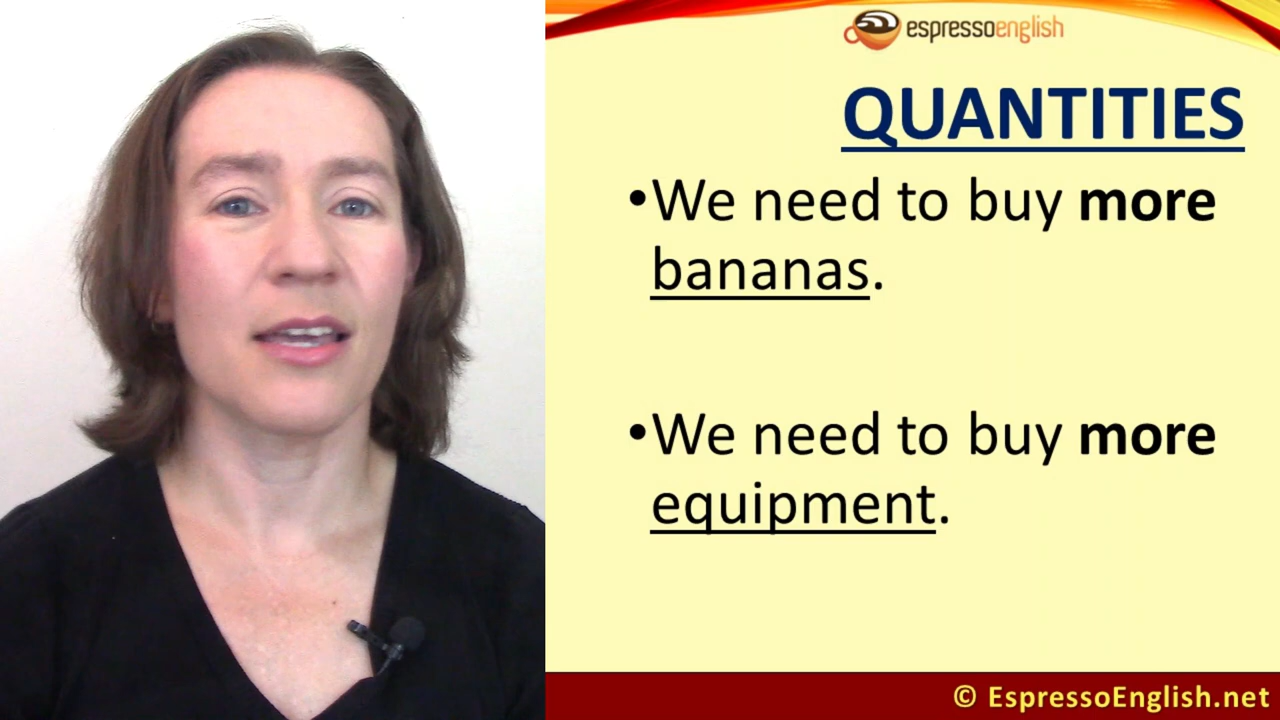 espressoenglish
QUANTITIES
•We need to buy more
bananas.
•We need to buy more
equipment.
© EspressoEnglish.net